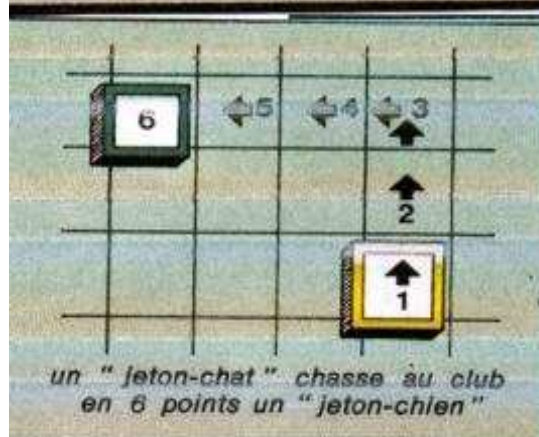 6 5 4 3
2
1
un " jeton-chat " chasse au club
en 6 points un " jeton-chien "